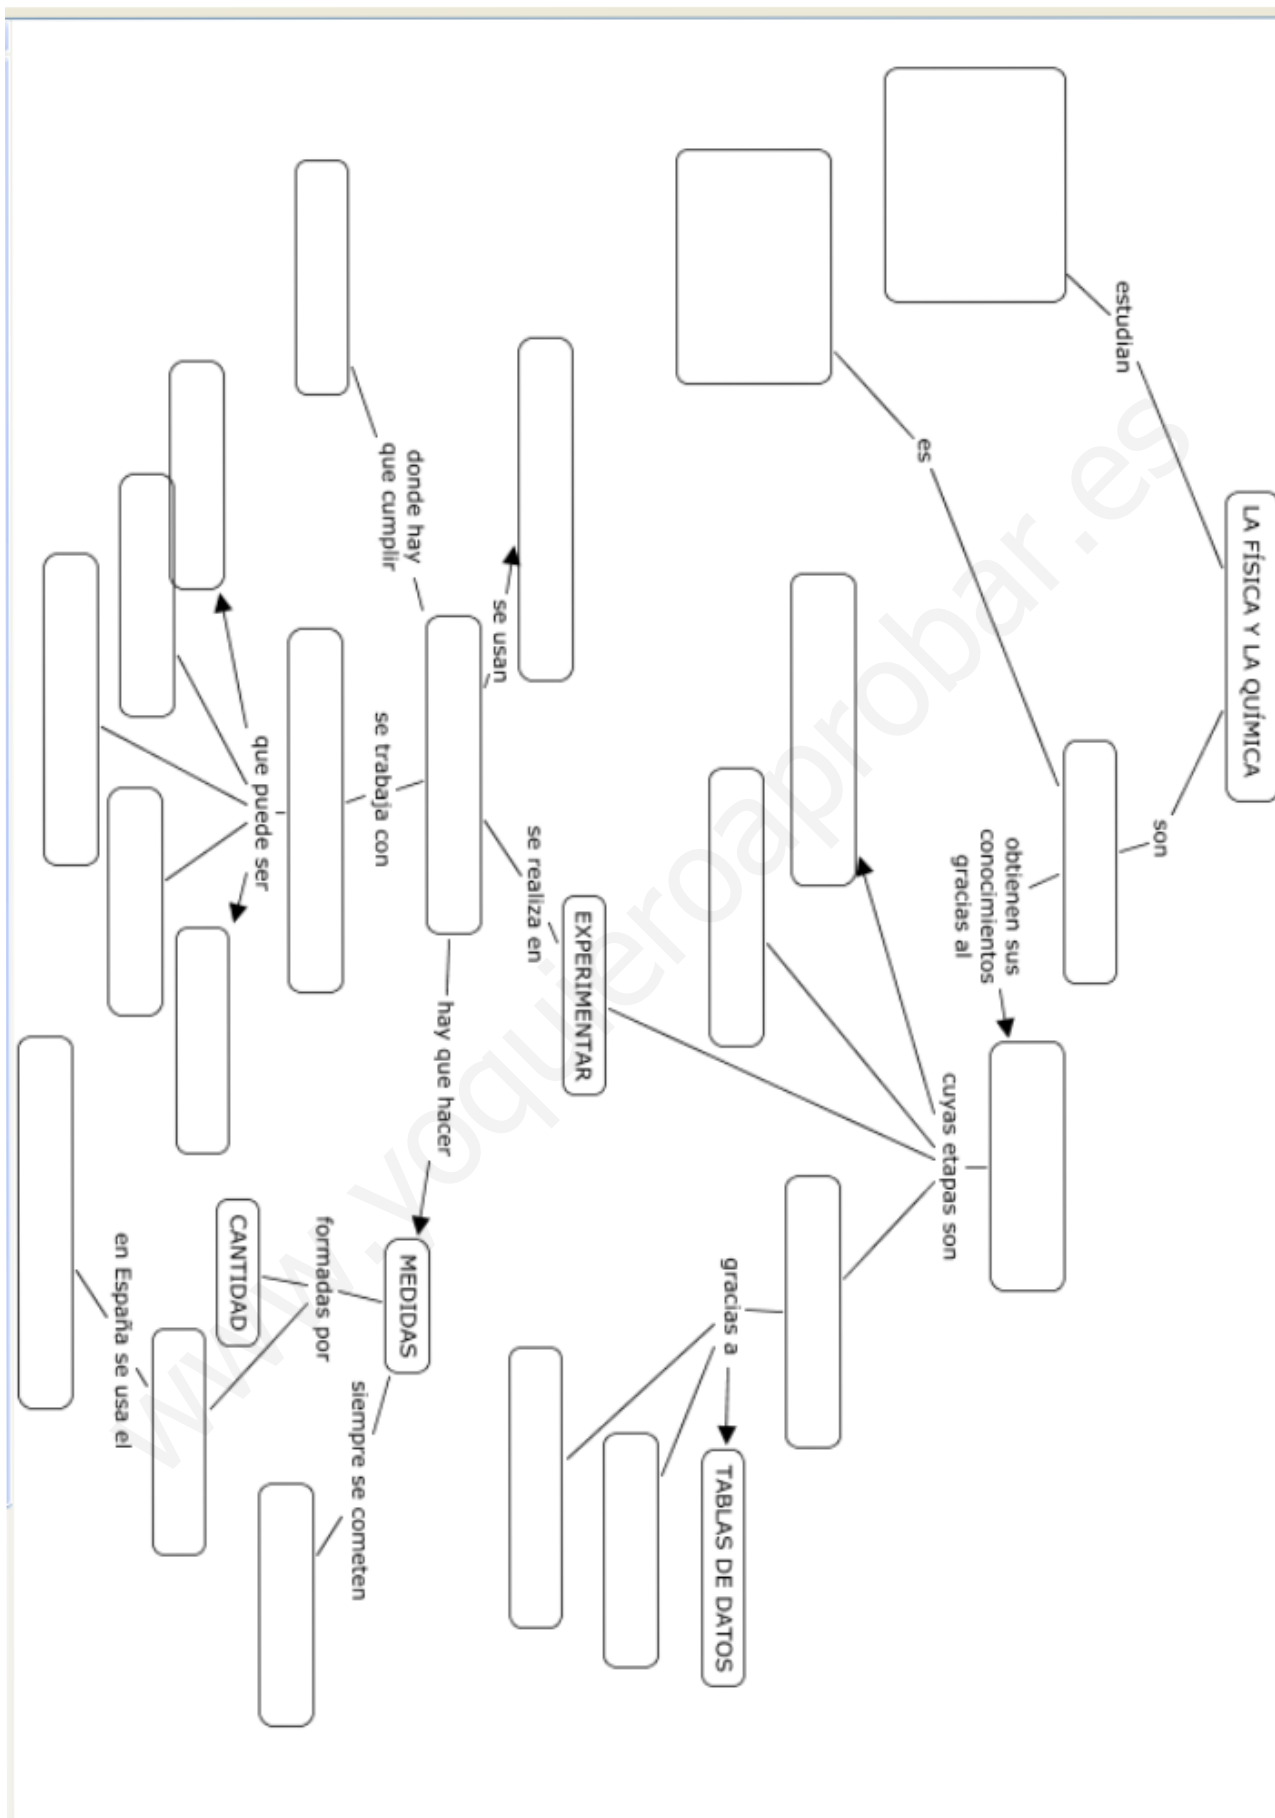 LA FÍSICA Y LA QUÍMICA
estudian
son
es
obtienen sus
conocimientos
gracias al
cuyas etapas son
gracias a
TABLAS DE DATOS
EXPERIMENTAR
se realiza en
se usan
donde hay
que cumplir
hay que hacer
MEDIDAS
se trabaja con
formadas por
siempre se cometen
que puede ser
CANTIDAD
en España se usa el
www.yoquieroaprobar.es